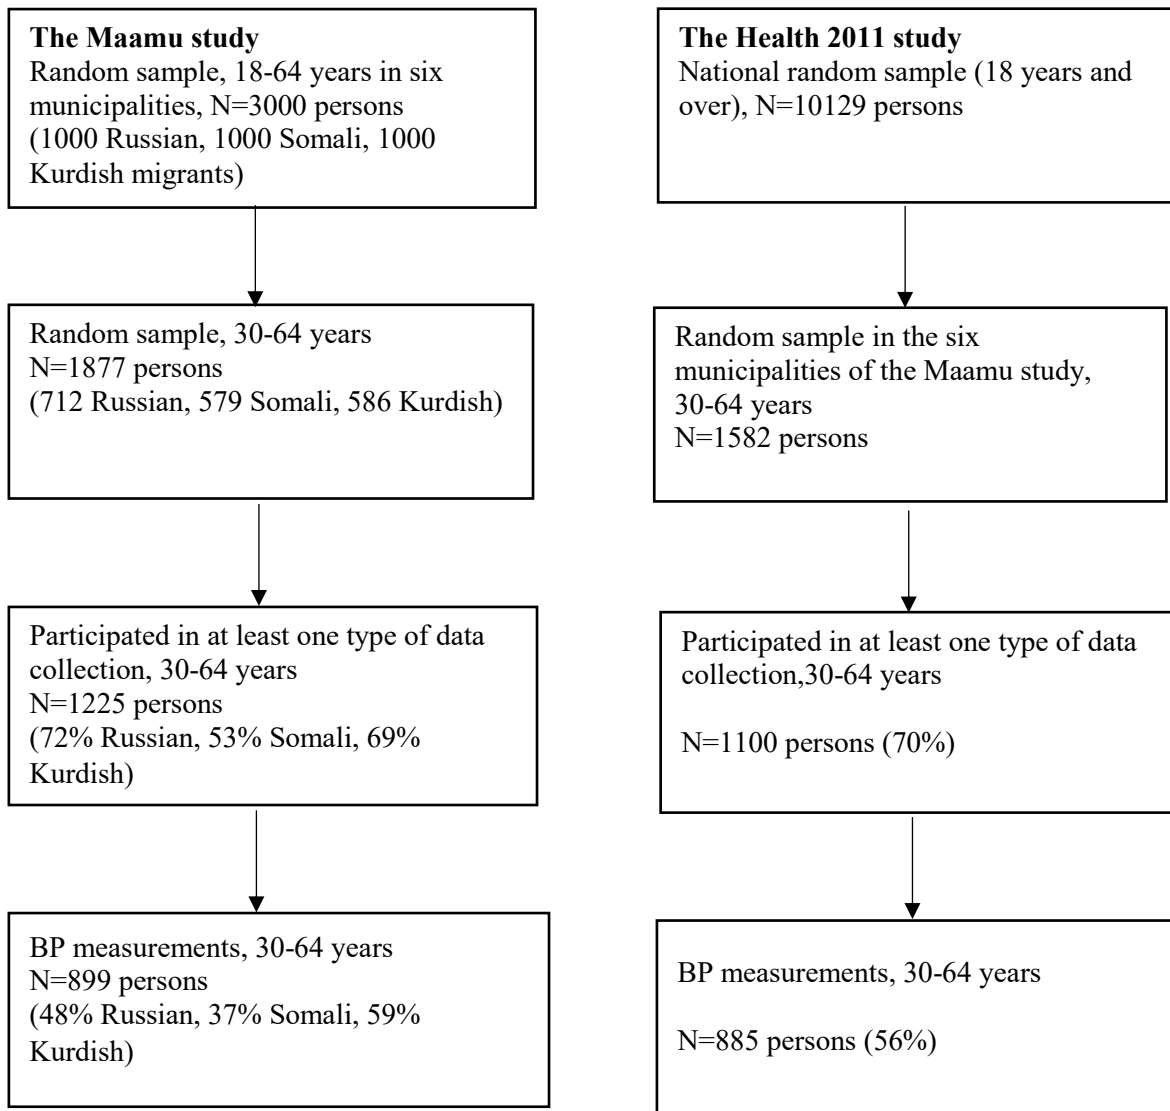 The Maamu study
Random sample, 18-64 years in six
municipalities, N=3000 persons
(1000 Russian, 1000 Somali, 1000
Kurdish migrants)
Random sample, 30-64 years
N=1877 persons
(712 Russian, 579 Somali, 586 Kurdish)
Participated in at least one type of data
collection, 30-64 years
N=1225 persons
(72% Russian, 53% Somali, 69%
Kurdish)
BP measurements, 30-64 years
N=899 persons
(48% Russian, 37% Somali, 59%
Kurdish)
The Health 2011 study
National random sample (18 years and
over), N=10129 persons
Random sample in the six
municipalities of the Maamu study,
30-64 years
N=1582 persons
Participated in at least one type of data
collection,30-64 years
N=1100 persons (70%)
BP measurements, 30-64 years
N=885 persons (56%)